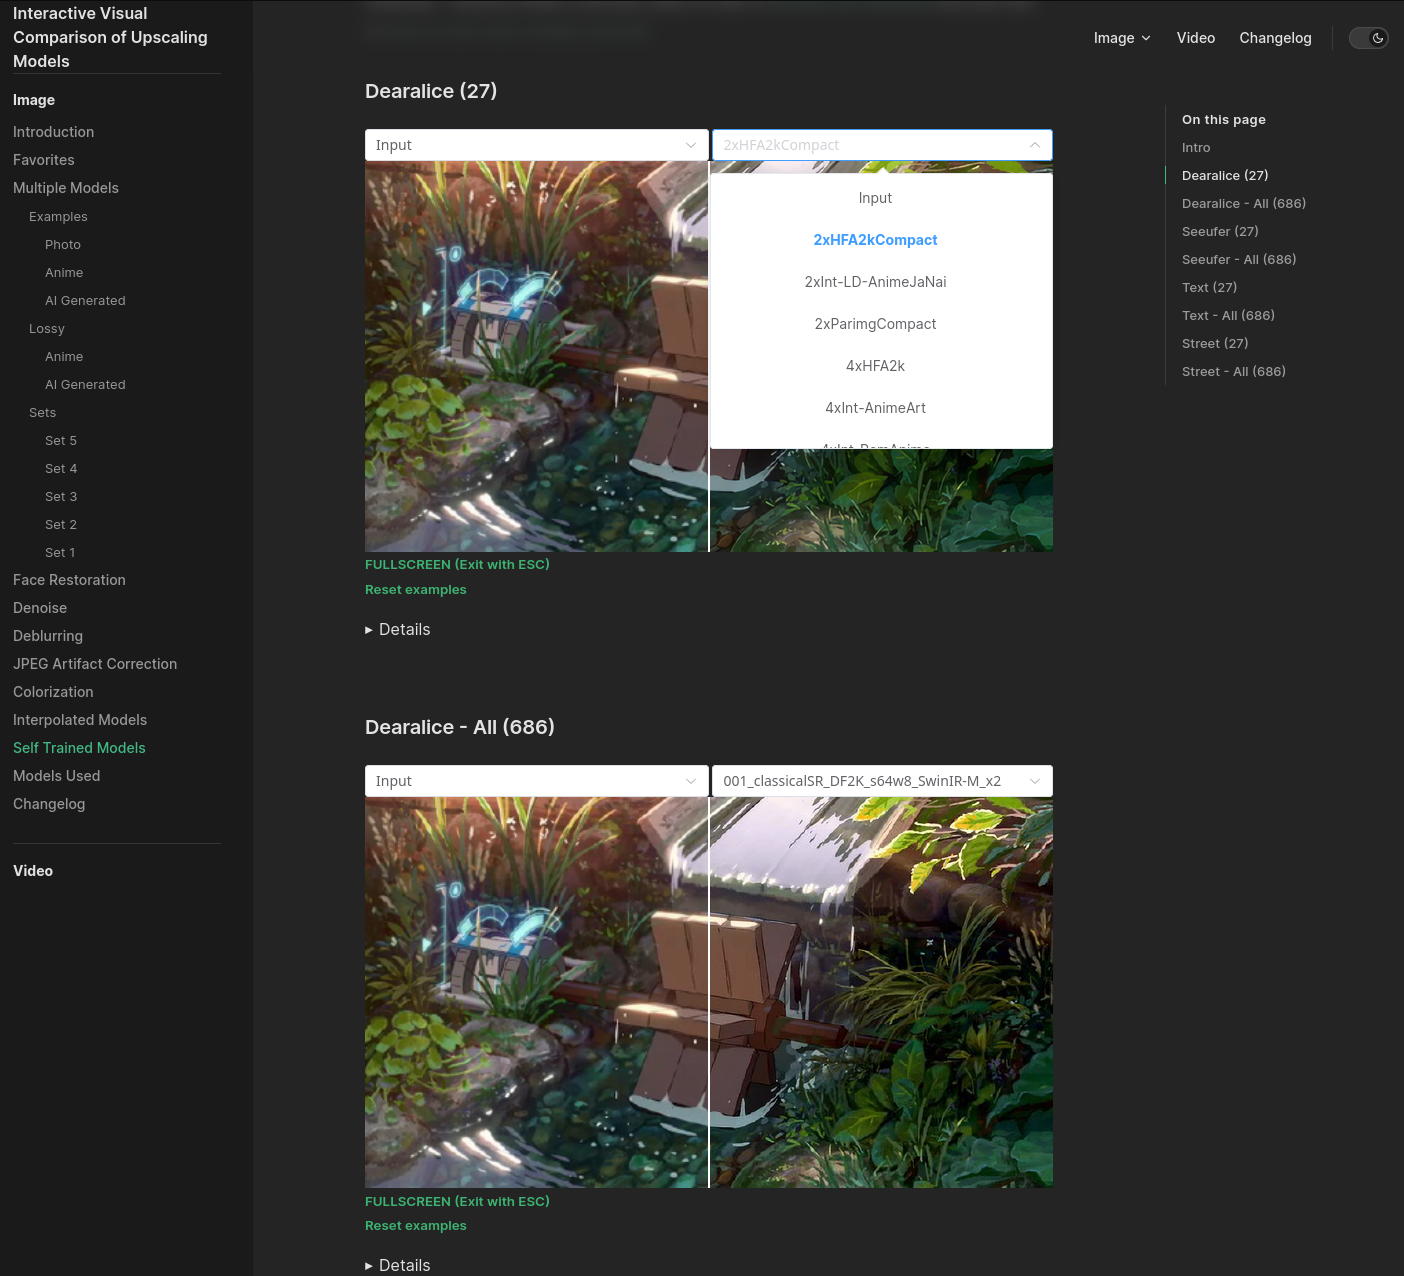 Interactive Visual
Comparison of Upscaling
Models
Image
Introduction
Favorites
Multiple Models
Examples
Photo
Anime
AI Generated
Lossy
Anime
AI Generated
Sets
Set 5
Set 4
Set 3
Set 2
Set 1
Face Restoration
Denoise
Deblurring
JPEG Artifact Correction
Colorization
Interpolated Models
Self Trained Models
Models Used
Changelog
Video
Image Video Changelog
Dearalice (27)
Input 2xHFA2kCompact
Input
2xHFA2kCompact
2xInt-LD-AnimeJaNai
2xParimgCompact
4xHFA2k
4xInt-AnimeArt
FULLSCREEN (Exit with ESC)
Reset examples
▸ Details
Dearalice - All (686)
Input 001_classicalSR_DF2K_s64w8_SwinIR-M_x2
FULLSCREEN (Exit with ESC)
Reset examples
▸ Details
On this page
Intro
Dearalice (27)
Dearalice - All (686)
Seeufer (27)
Seeufer - All (686)
Text (27)
Text - All (686)
Street (27)
Street - All (686)